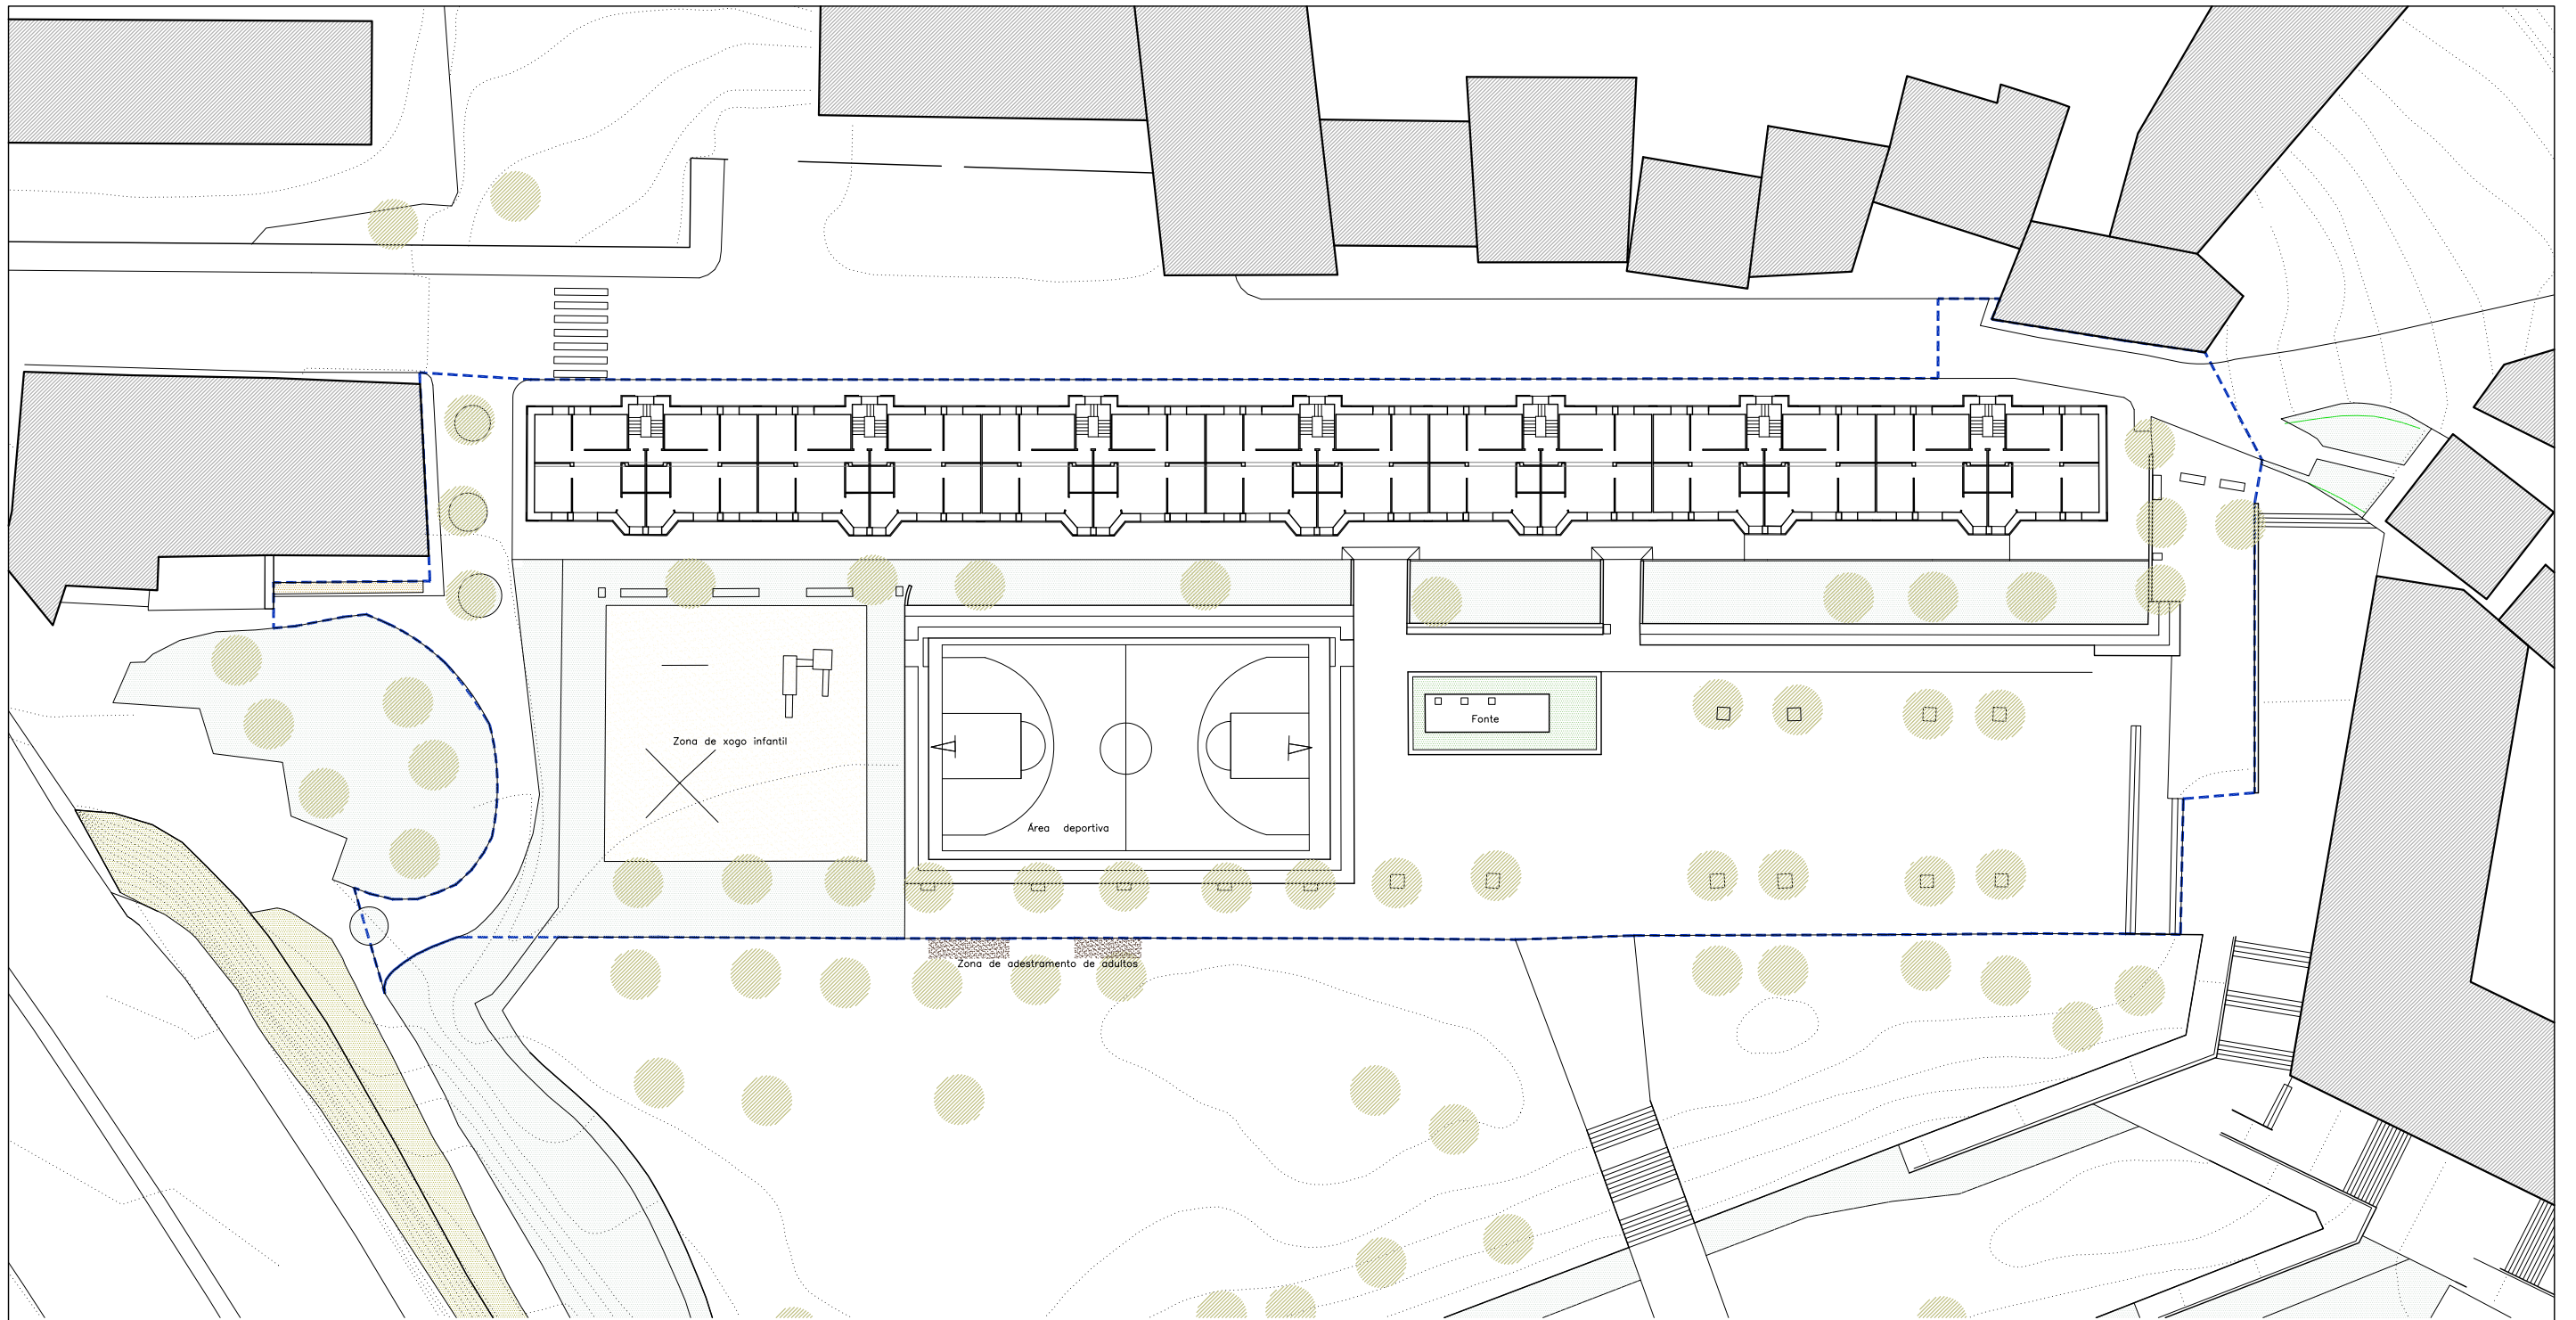 Fonte
Zona de xogo infantil
Área deportiva
Zona de adestramento de adultos